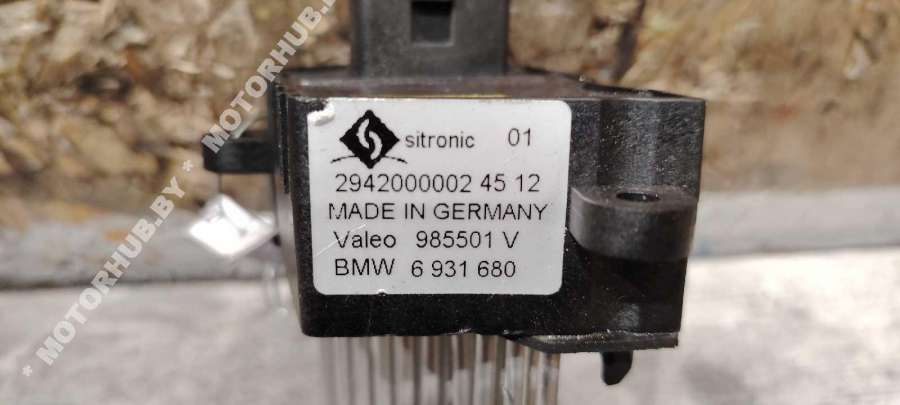 sitronic 01
2942000002 45 12
MADE IN GERMANY
Valeo 985501 V
BMW 6 931 680
* MOTORHUB.BY * MOTORHUB.BY